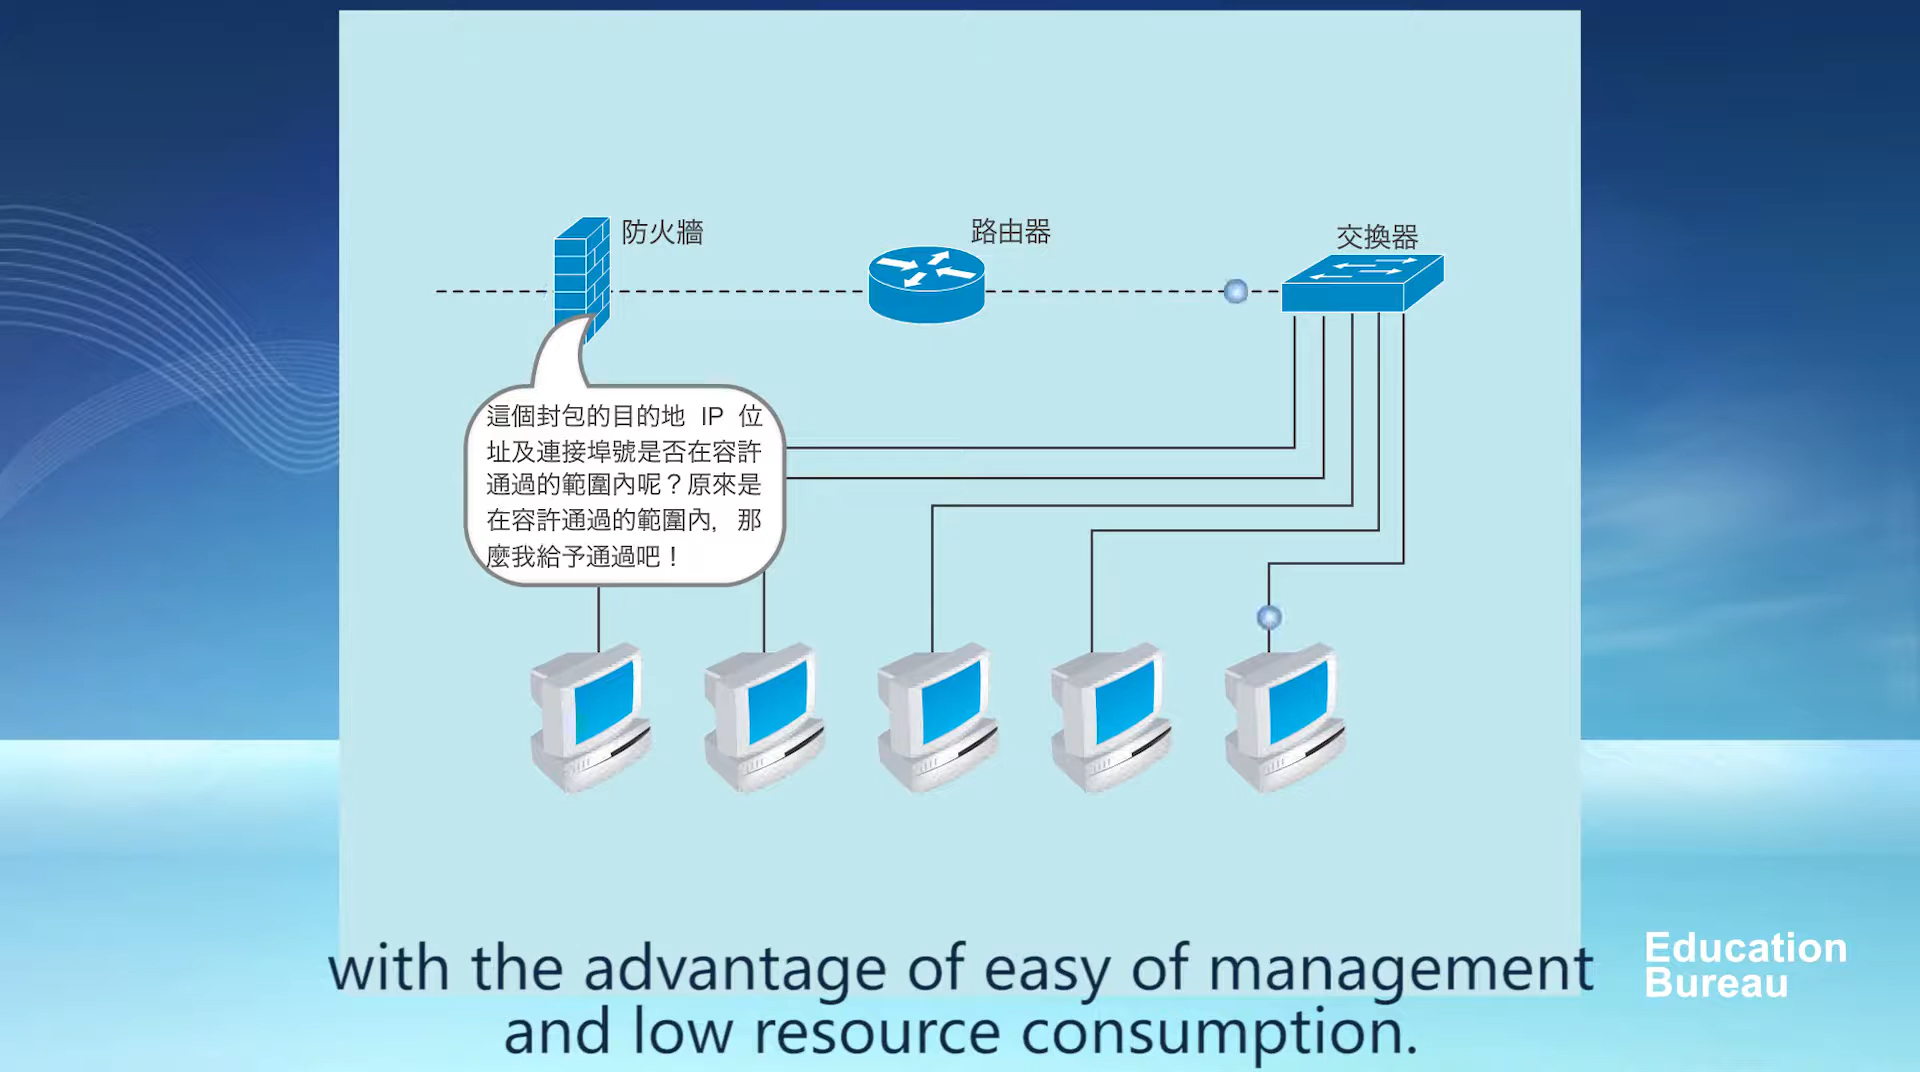 防火牆
路由器
交換器
這個封包的目的地 IP 位
址及連接埠號是否在容許
通過的範圍內呢？原來是
在容許通過的範圍內, 那
麼我給予通過吧！
with the advantage of easy of management
and low resource consumption.
Education
Bureau